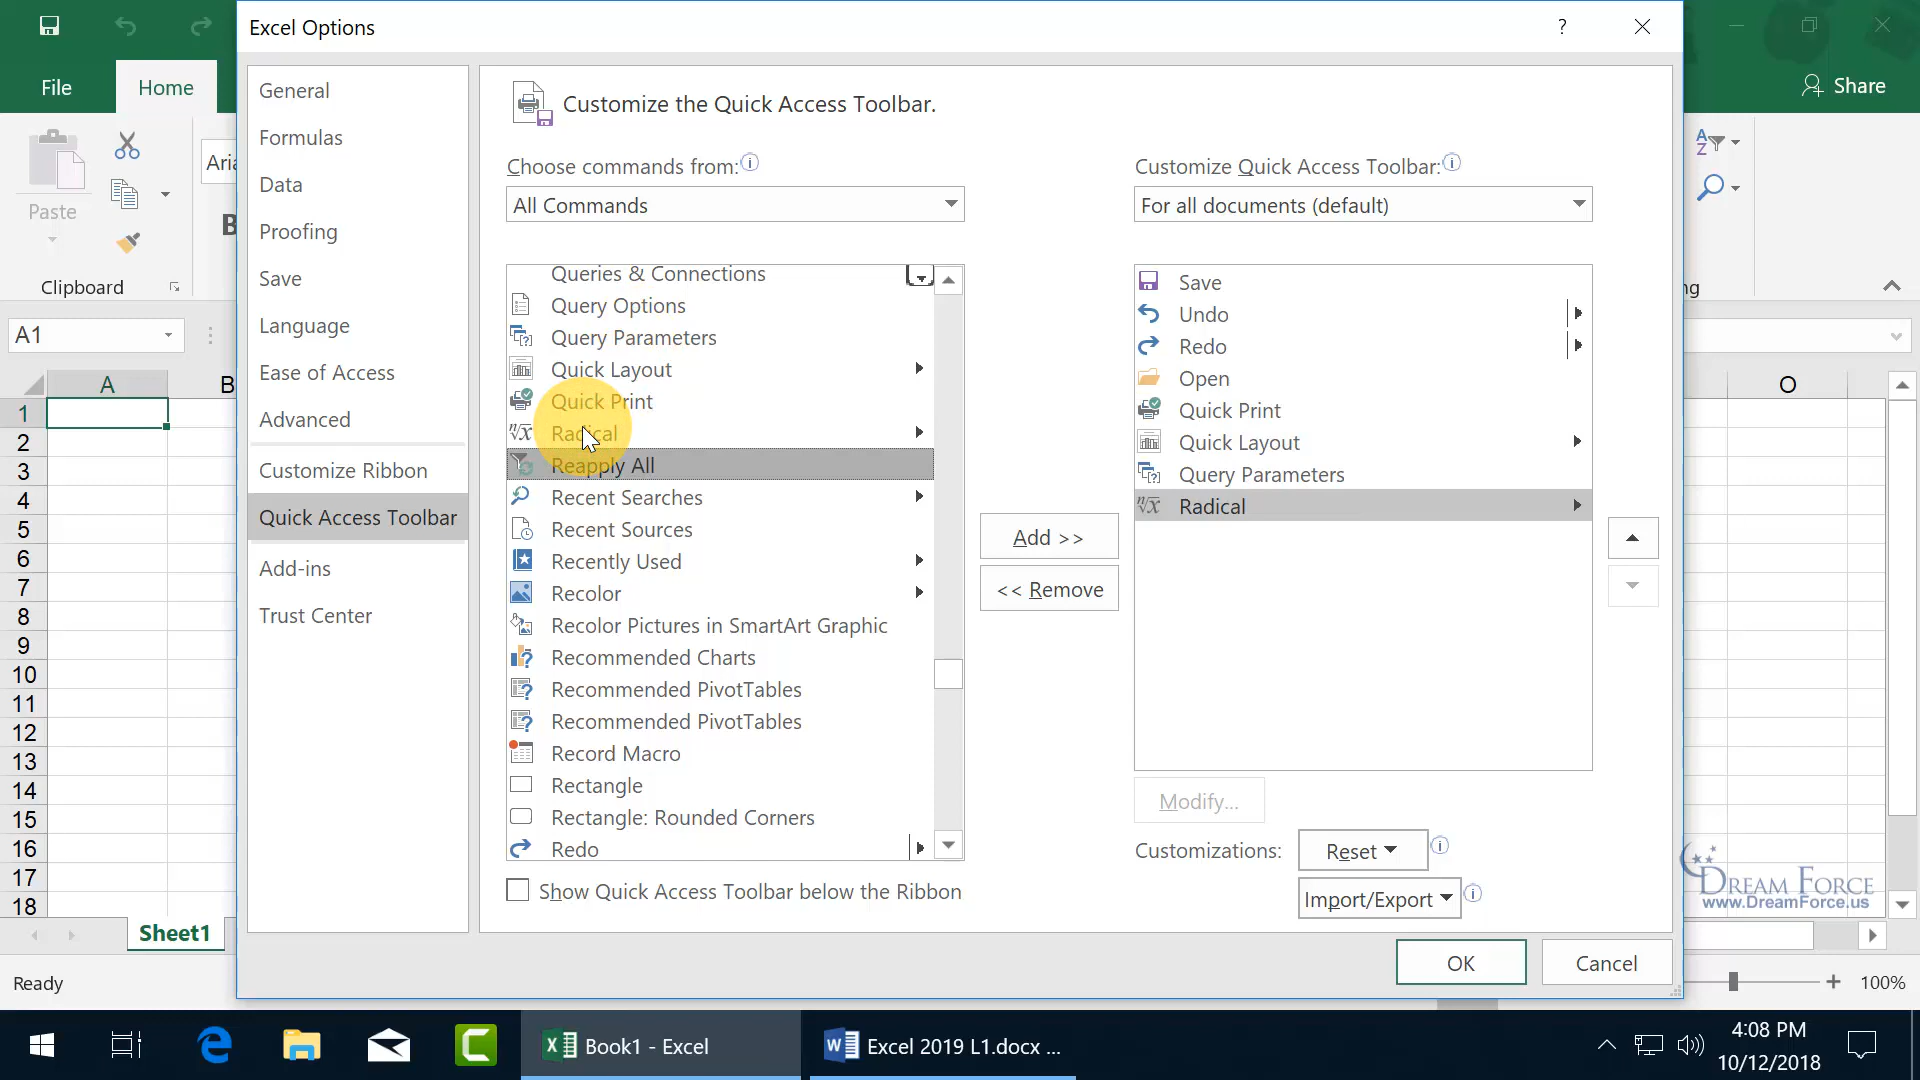 Excel Options
?
File
Home
Share
Paste
Clipboard
Aria
B
A1
General
Formulas
Data
Proofing
Save
Language
Ease of Access
Advanced
Customize Ribbon
Quick Access Toolbar
Add-ins
Trust Center
Customize the Quick Access Toolbar.
Choose commands from:
All Commands
Queries & Connections
Query Options
Query Parameters
Quick Layout
Quick Print
Radical
Reapply All
Recent Searches
Recent Sources
Recently Used
Recolor
Recolor Pictures in SmartArt Graphic
Recommended Charts
Recommended PivotTables
Recommended PivotTables
Record Macro
Rectangle
Rectangle: Rounded Corners
Redo
Show Quick Access Toolbar below the Ribbon
Add >>
<< Remove
Customize Quick Access Toolbar:
For all documents (default)
Save
Undo
Redo
Open
Quick Print
Quick Layout
Query Parameters
Radical
Modify...
Customizations:
Reset
Import/Export
OK
Cancel
A
B
O
1
2
3
4
5
6
7
8
9
10
11
12
13
14
15
16
17
18
Sheet1
Ready
100%
DREAM FORCE
www.DreamForce.us
Book1 - Excel
Excel 2019 L1.docx ...
4:08 PM
10/12/2018